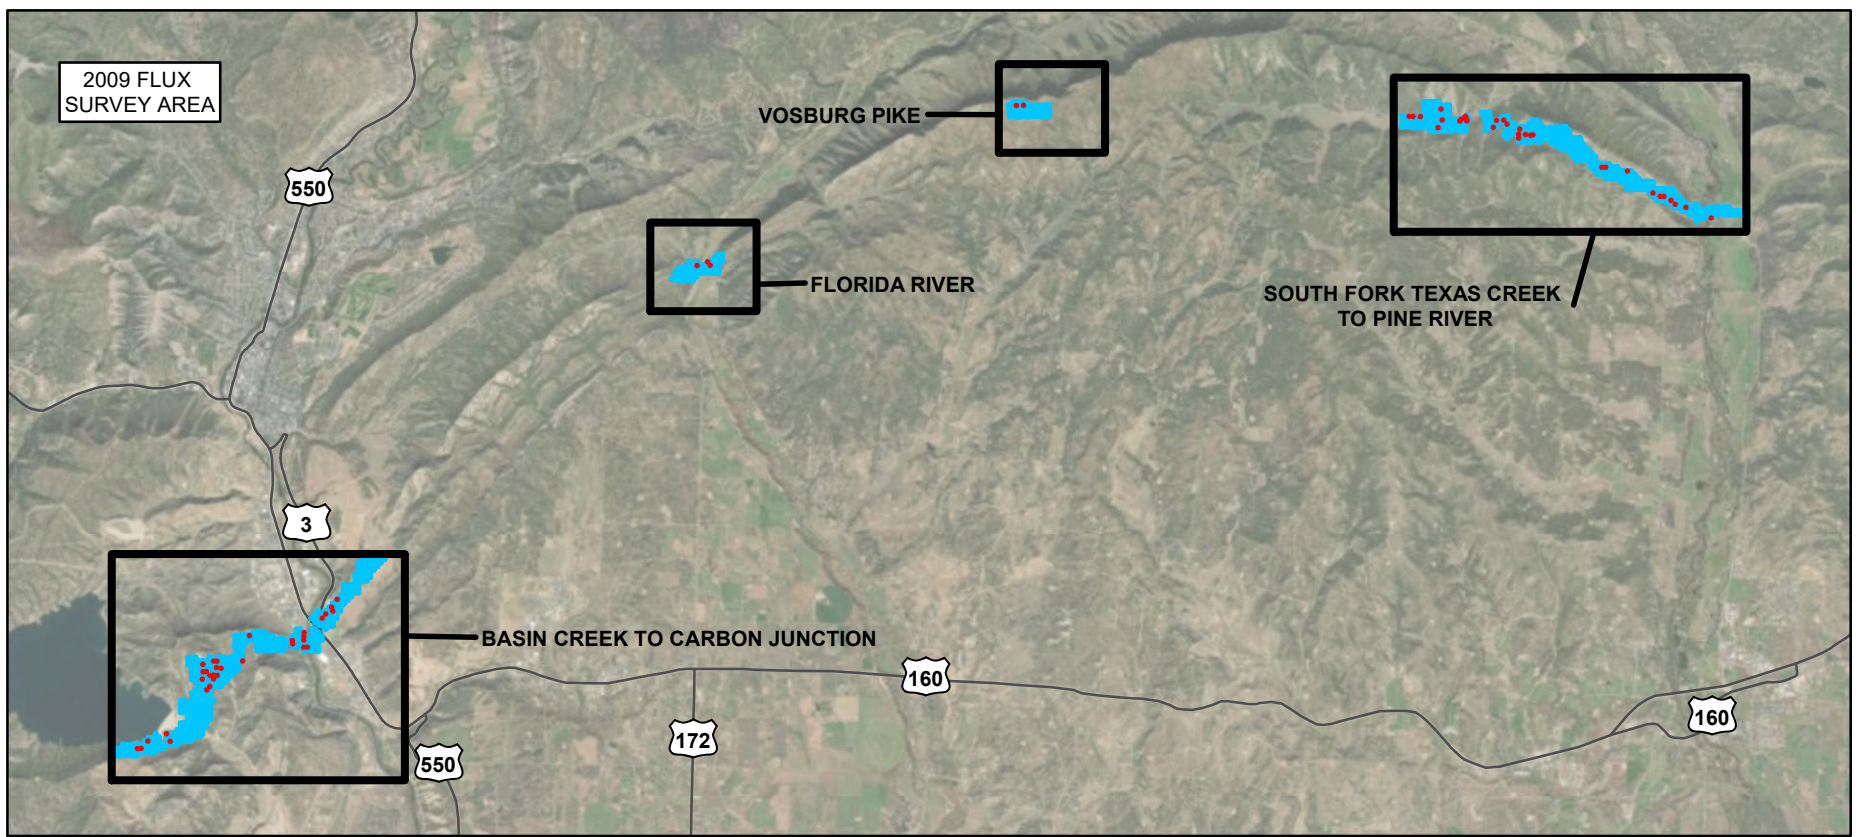 2009 FLUX
SURVEY AREA
VOSBURG PIKE
550
FLORIDA RIVER
SOUTH FORK TEXAS CREEK
TO PINE RIVER
3
BASIN CREEK TO CARBON JUNCTION
160
160
172
550